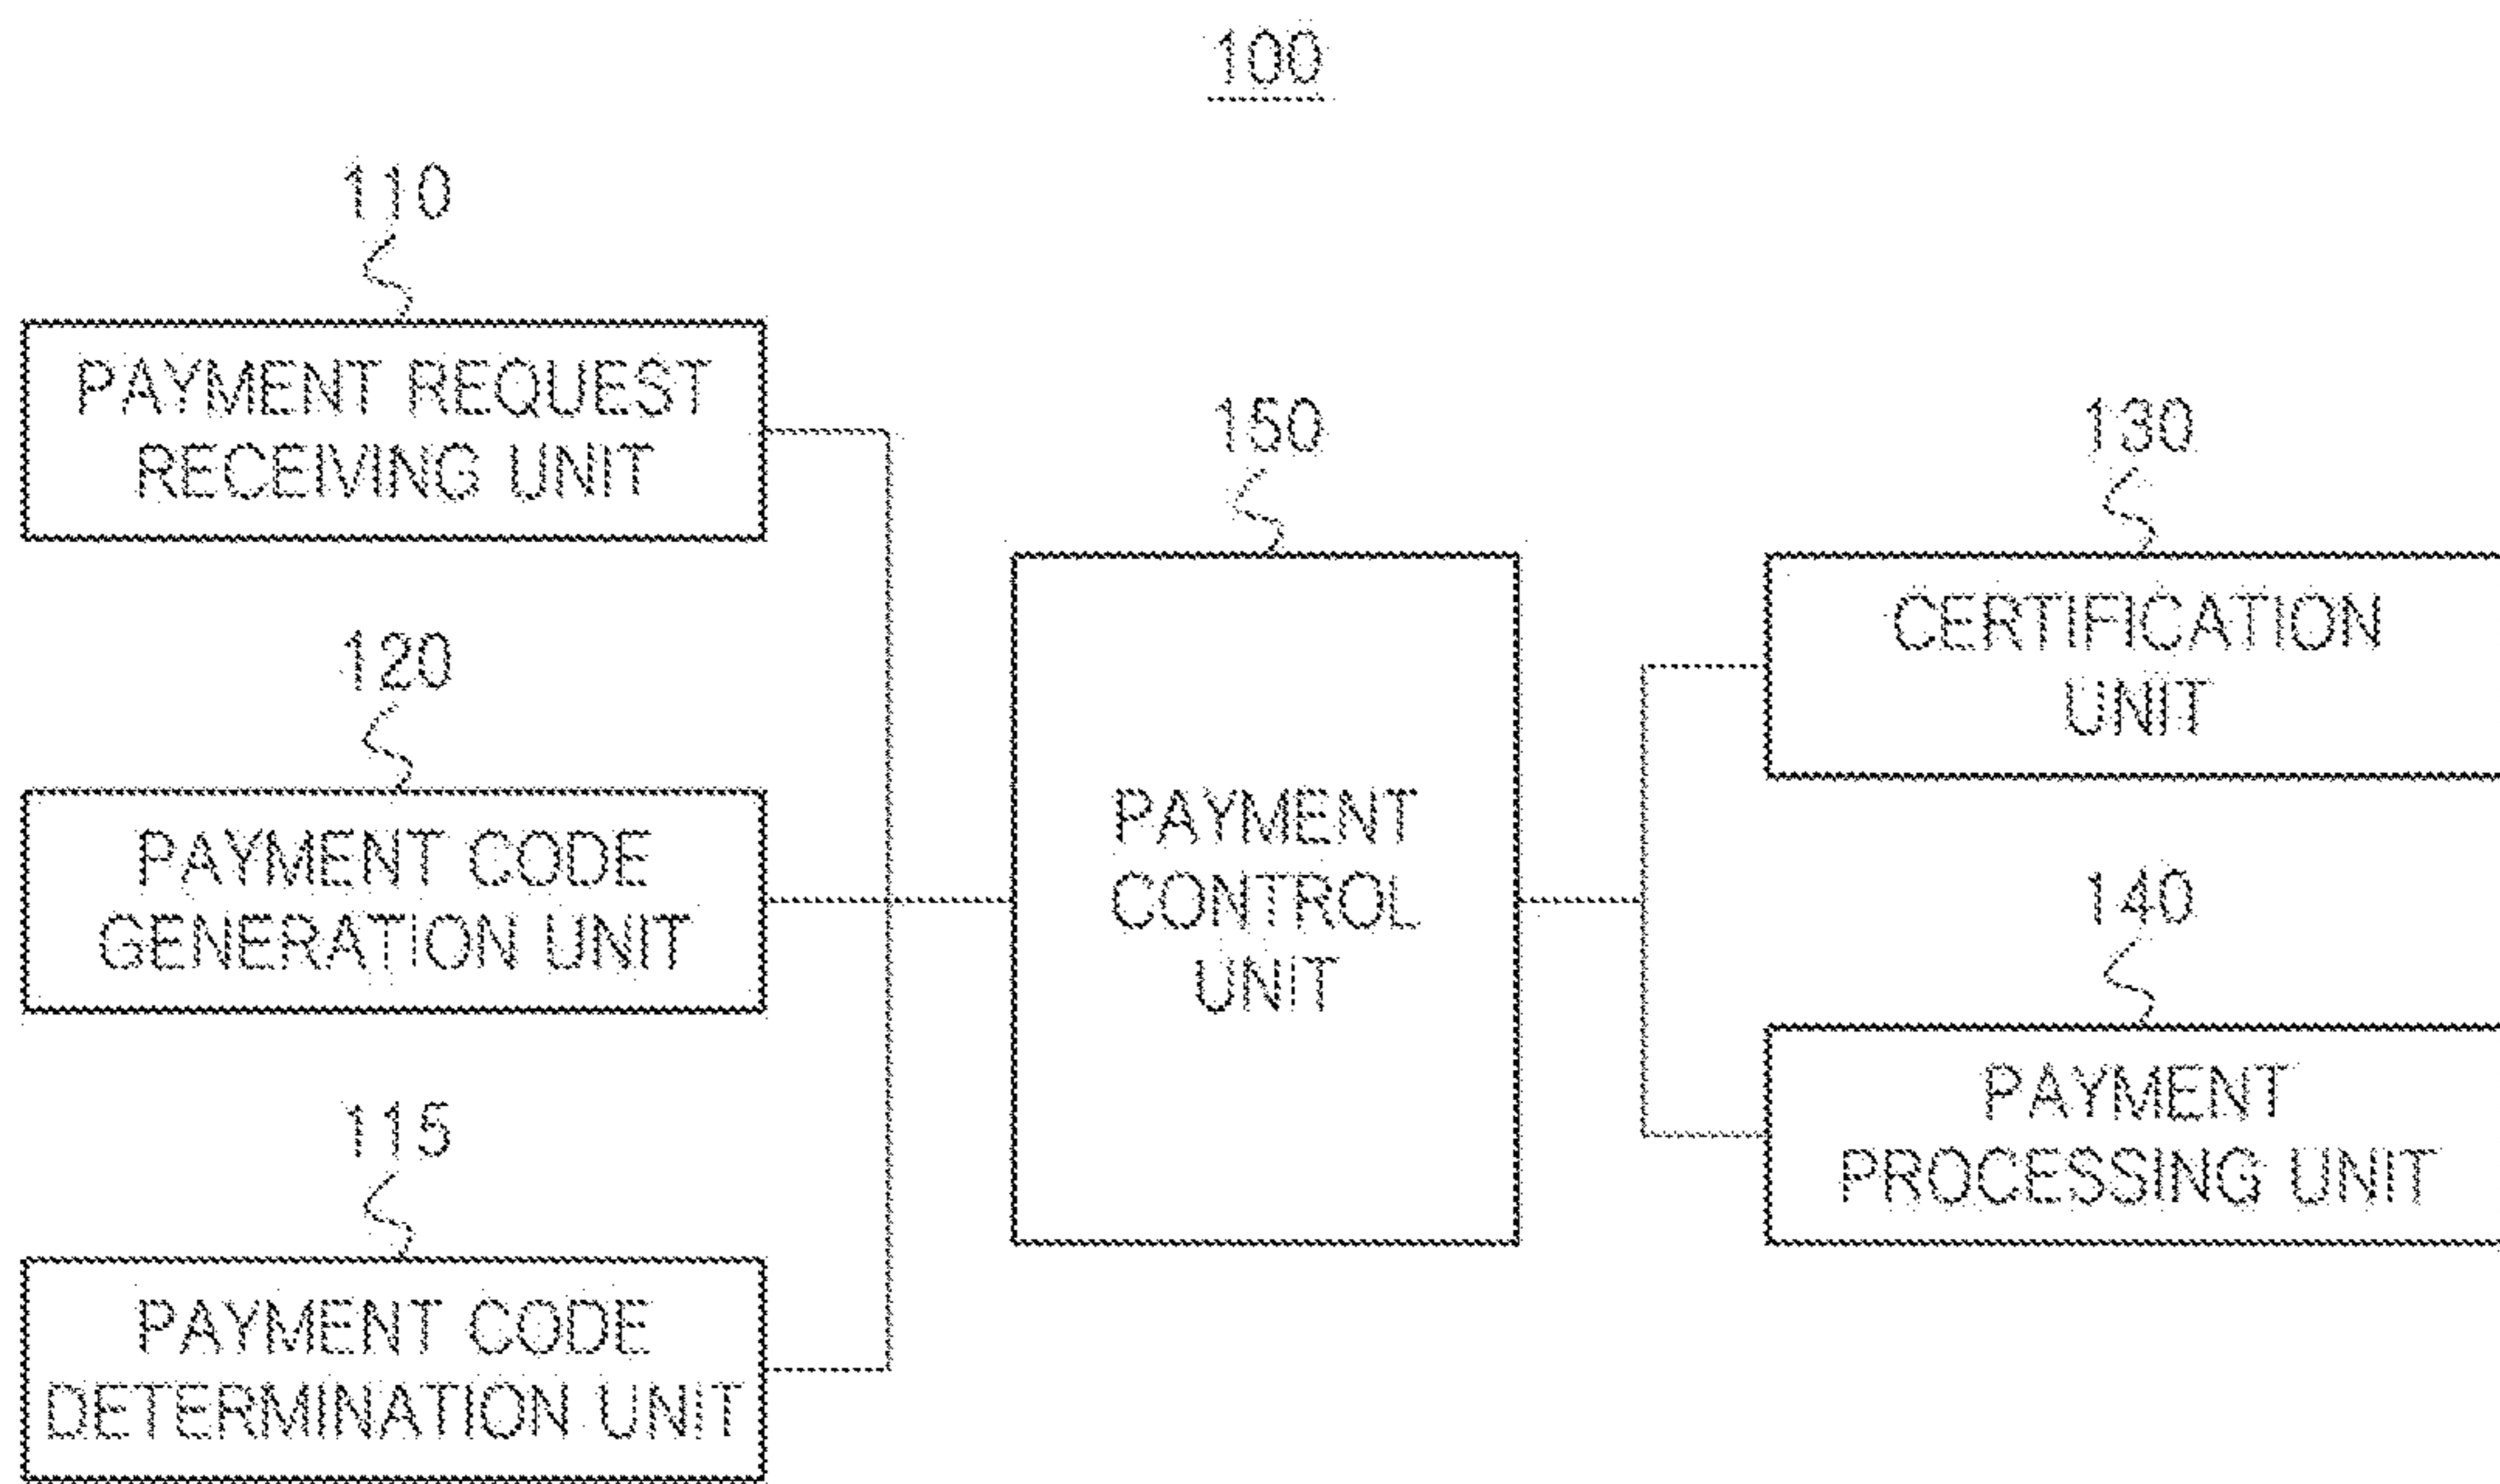 100
110
PAYMENT REQUEST
RECEIVING UNIT
120
PAYMENT CODE
GENERATION UNIT
115
PAYMENT CODE
DETERMINATION UNIT
150
PAYMENT
CONTROL
UNIT
130
CERTIFICATION
UNIT
140
PAYMENT
PROCESSING UNIT